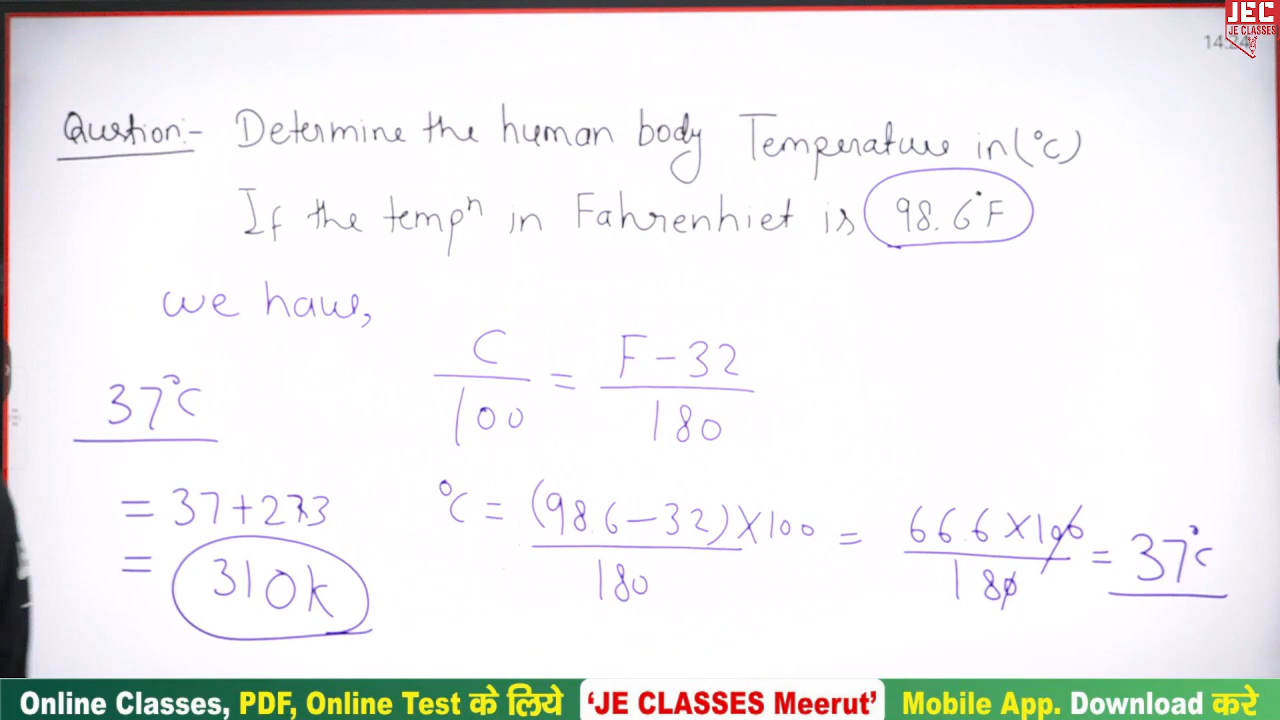 JEC
JE CLASSES
Qustion:- Determine the human body Temperature in (°c)
If the tempⁿ in Fahrenhiet is 98.6°F
we have,
C/100 = F-32/180
37°c
= 37+273
= 310k
°c = (98.6-32)×100/180 = 66.6×100/180 = 37°c
Online Classes, PDF, Online Test के लिये 'JE CLASSES Meerut' Mobile App. Download करे